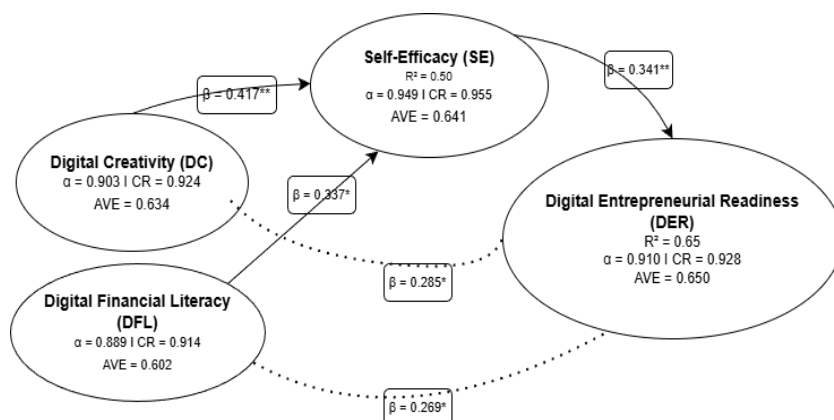 Self-Efficacy (SE)
R² = 0.50
α = 0.949 I CR = 0.955
AVE = 0.641
β = 0.417**
β = 0.341**
Digital Creativity (DC)
α = 0.903 I CR = 0.924
AVE = 0.634
β = 0.337*
Digital Entrepreneurial Readiness
(DER)
R² = 0.65
α = 0.910 I CR = 0.928
AVE = 0.650
β = 0.285*
Digital Financial Literacy
(DFL)
α = 0.889 I CR = 0.914
AVE = 0.602
β = 0.269*